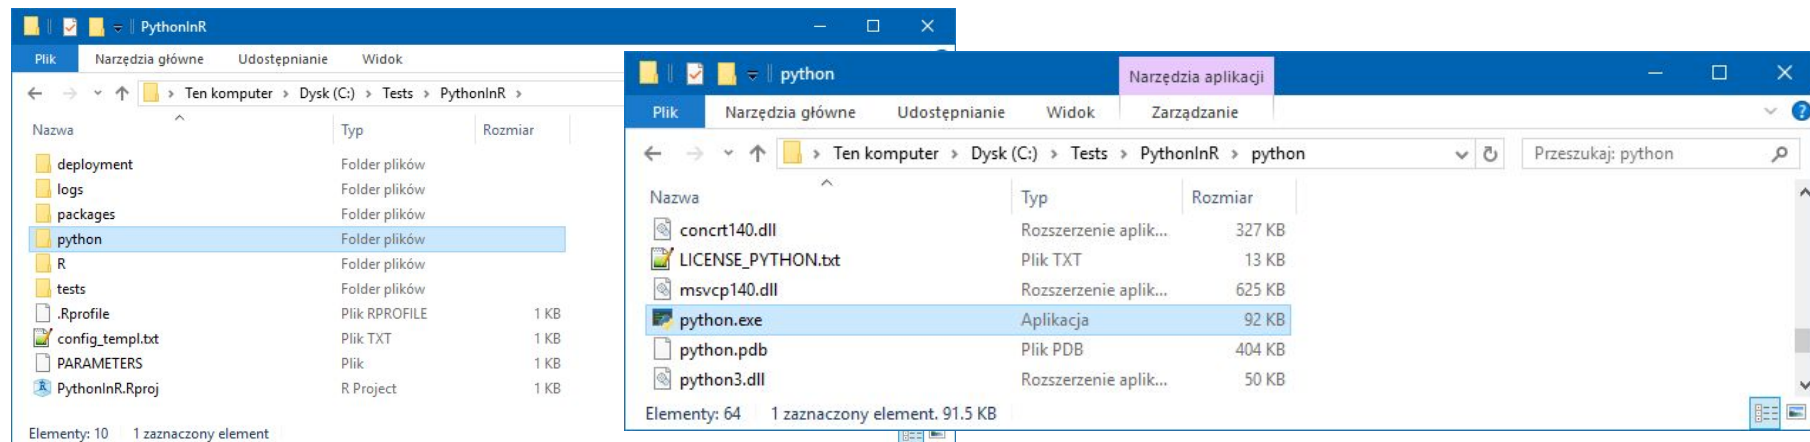 PythonInR
Plik Narzędzia główne Udostępnianie Widok
Ten komputer > Dysk (C:) > Tests > PythonInR >
Nazwa Typ Rozmiar
deployment Folder plików
logs Folder plików
packages Folder plików
python Folder plików
R Folder plików
tests Folder plików
.Rprofile Plik RPROFILE 1 KB
config_templ.txt Plik TXT 1 KB
PARAMETERS Plik 1 KB
PythonInR.Rproj R Project 1 KB
Elementy: 10 1 zaznaczony element
python Narzędzia aplikacji
Plik Narzędzia główne Udostępnianie Widok Zarządzanie
Ten komputer > Dysk (C:) > Tests > PythonInR > python Przeszukaj: python
Nazwa Typ Rozmiar
concrt140.dll Rozszerzenie aplik... 327 KB
LICENSE_PYTHON.txt Plik TXT 13 KB
msvcp140.dll Rozszerzenie aplik... 625 KB
python.exe Aplikacja 92 KB
python.pdb Plik PDB 404 KB
python3.dll Rozszerzenie aplik... 50 KB
Elementy: 64 1 zaznaczony element. 91.5 KB